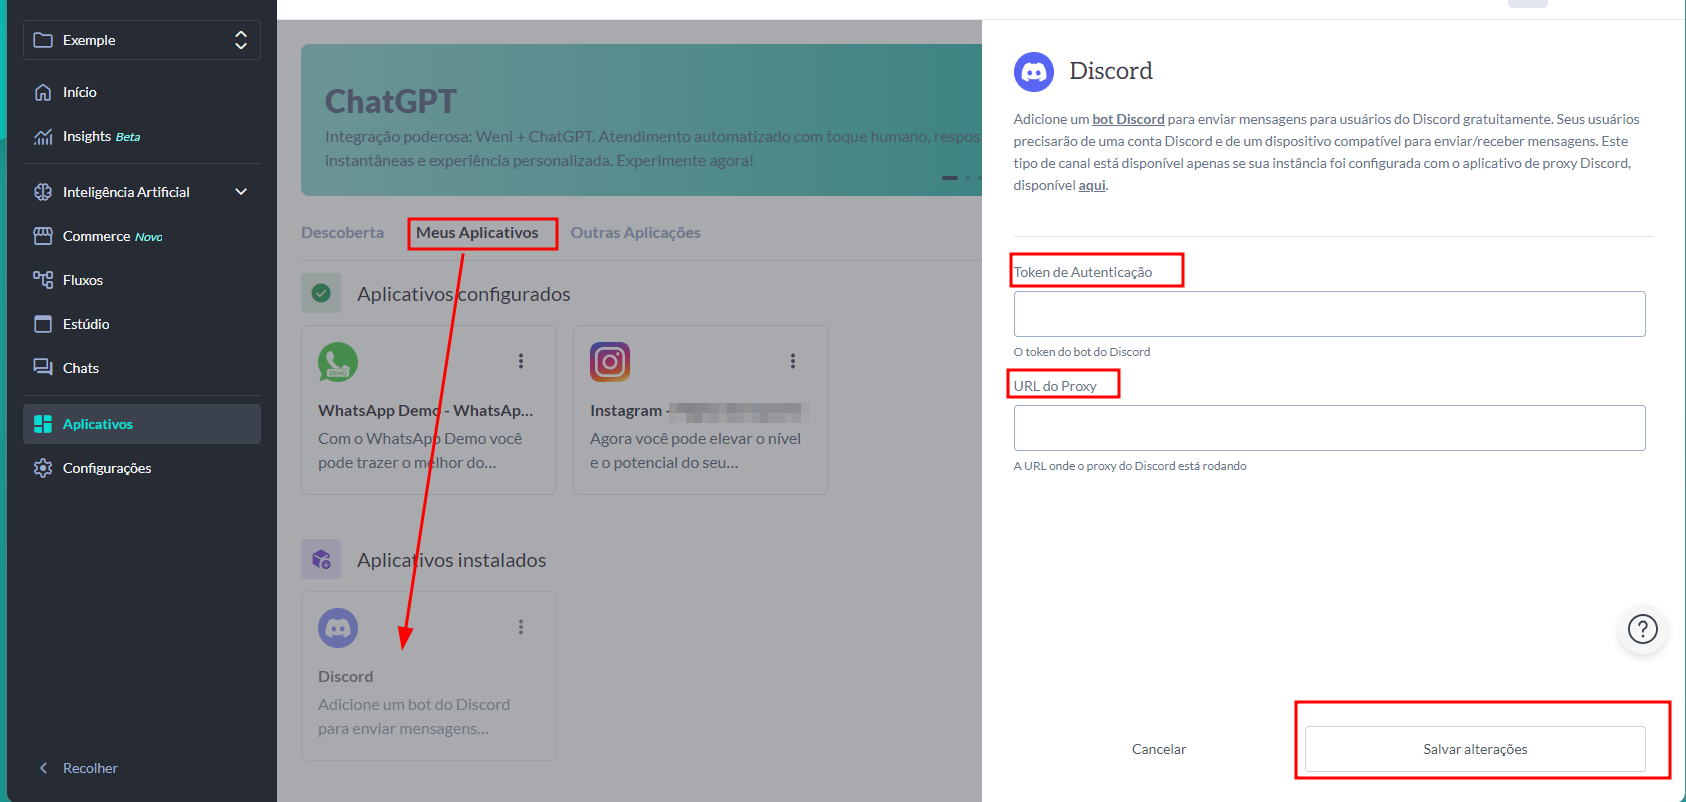 Exemple
Início
Insights Beta
Inteligência Artificial
Commerce Novo
Fluxos
Estúdio
Chats
Aplicativos
Configurações
Recolher
ChatGPT
Integração poderosa: Weni + ChatGPT. Atendimento automatizado com toque humano, respos
instantâneas e experiência personalizada. Experimente agora!
Descoberta
Meus Aplicativos
Outras Aplicações
Aplicativos configurados
DEMO
WhatsApp Demo - WhatsAp...
Com o WhatsApp Demo você
pode trazer o melhor do...
Instagram -
Agora você pode elevar o nível
e o potencial do seu...
Aplicativos instalados
Discord
Adicione um bot do Discord
para enviar mensagens...
Discord
Adicione um bot Discord para enviar mensagens para usuários do Discord gratuitamente. Seus usuários
precisarão de uma conta Discord e de um dispositivo compatível para enviar/receber mensagens. Este
tipo de canal está disponível apenas se sua instância foi configurada com o aplicativo de proxy Discord,
disponível aqui.
Token de Autenticação
O token do bot do Discord
URL do Proxy
A URL onde o proxy do Discord está rodando
?
Cancelar
Salvar alterações